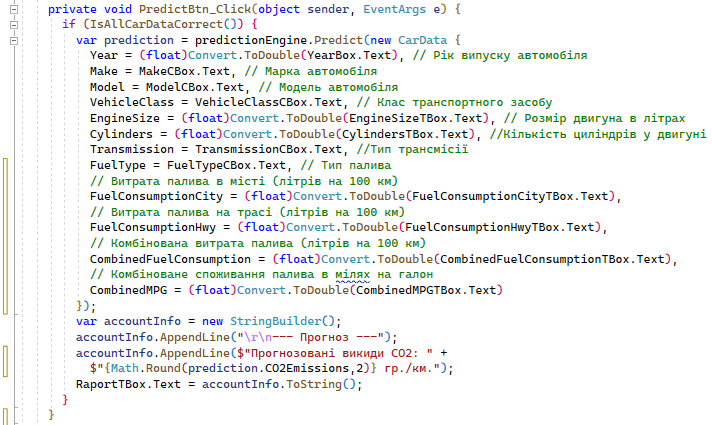 private void PredictBtn_Click(object sender, EventArgs e) {
if (IsAllCarDataCorrect()) {
var prediction = predictionEngine.Predict(new CarData {
Year = (float)Convert.ToDouble(YearBox.Text), // Рік випуску автомобіля
Make = MakeCBox.Text, // Марка автомобіля
Model = ModelCBox.Text, // Модель автомобіля
VehicleClass = VehicleClassCBox.Text, // Клас транспортного засобу
EngineSize = (float)Convert.ToDouble(EngineSizeTBox.Text), // Розмір двигуна в літрах
Cylinders = (float)Convert.ToDouble(CylindersTBox.Text), //Кількість циліндрів у двигуні
Transmission = TransmissionCBox.Text, //Тип трансмісії
FuelType = FuelTypeCBox.Text, // Тип палива
// Витрата палива в місті (літрів на 100 км)
FuelConsumptionCity = (float)Convert.ToDouble(FuelConsumptionCityTBox.Text),
// Витрата палива на трасі (літрів на 100 км)
FuelConsumptionHwy = (float)Convert.ToDouble(FuelConsumptionHwyTBox.Text),
// Комбінована витрата палива (літрів на 100 км)
CombinedFuelConsumption = (float)Convert.ToDouble(CombinedFuelConsumptionTBox.Text),
// Комбіноване споживання палива в мілях на галон
CombinedMPG = (float)Convert.ToDouble(CombinedMPGTBox.Text)
});
var accountInfo = new StringBuilder();
accountInfo.AppendLine("\r\n--- Прогноз ---");
accountInfo.AppendLine($"Прогнозовані викиди CO2: " +
$"{Math.Round(prediction.CO2Emissions,2)} гр./км.");
RaportTBox.Text = accountInfo.ToString();
}
}